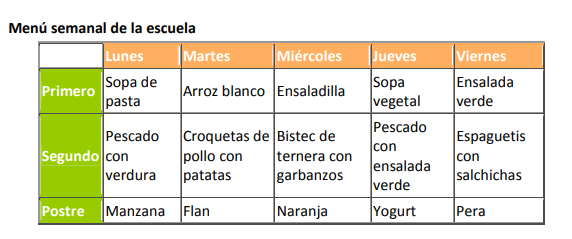 Menú semanal de la escuela
Lunes Martes Miércoles Jueves Viernes
Primero Sopa de pasta Arroz blanco Ensaladilla Sopa vegetal Ensalada verde
Segundo Pescado con verdura Croquetas de pollo con patatas Bistec de ternera con garbanzos Pescado con ensalada verde Espaguetis con salchichas
Postre Manzana Flan Naranja Yogurt Pera